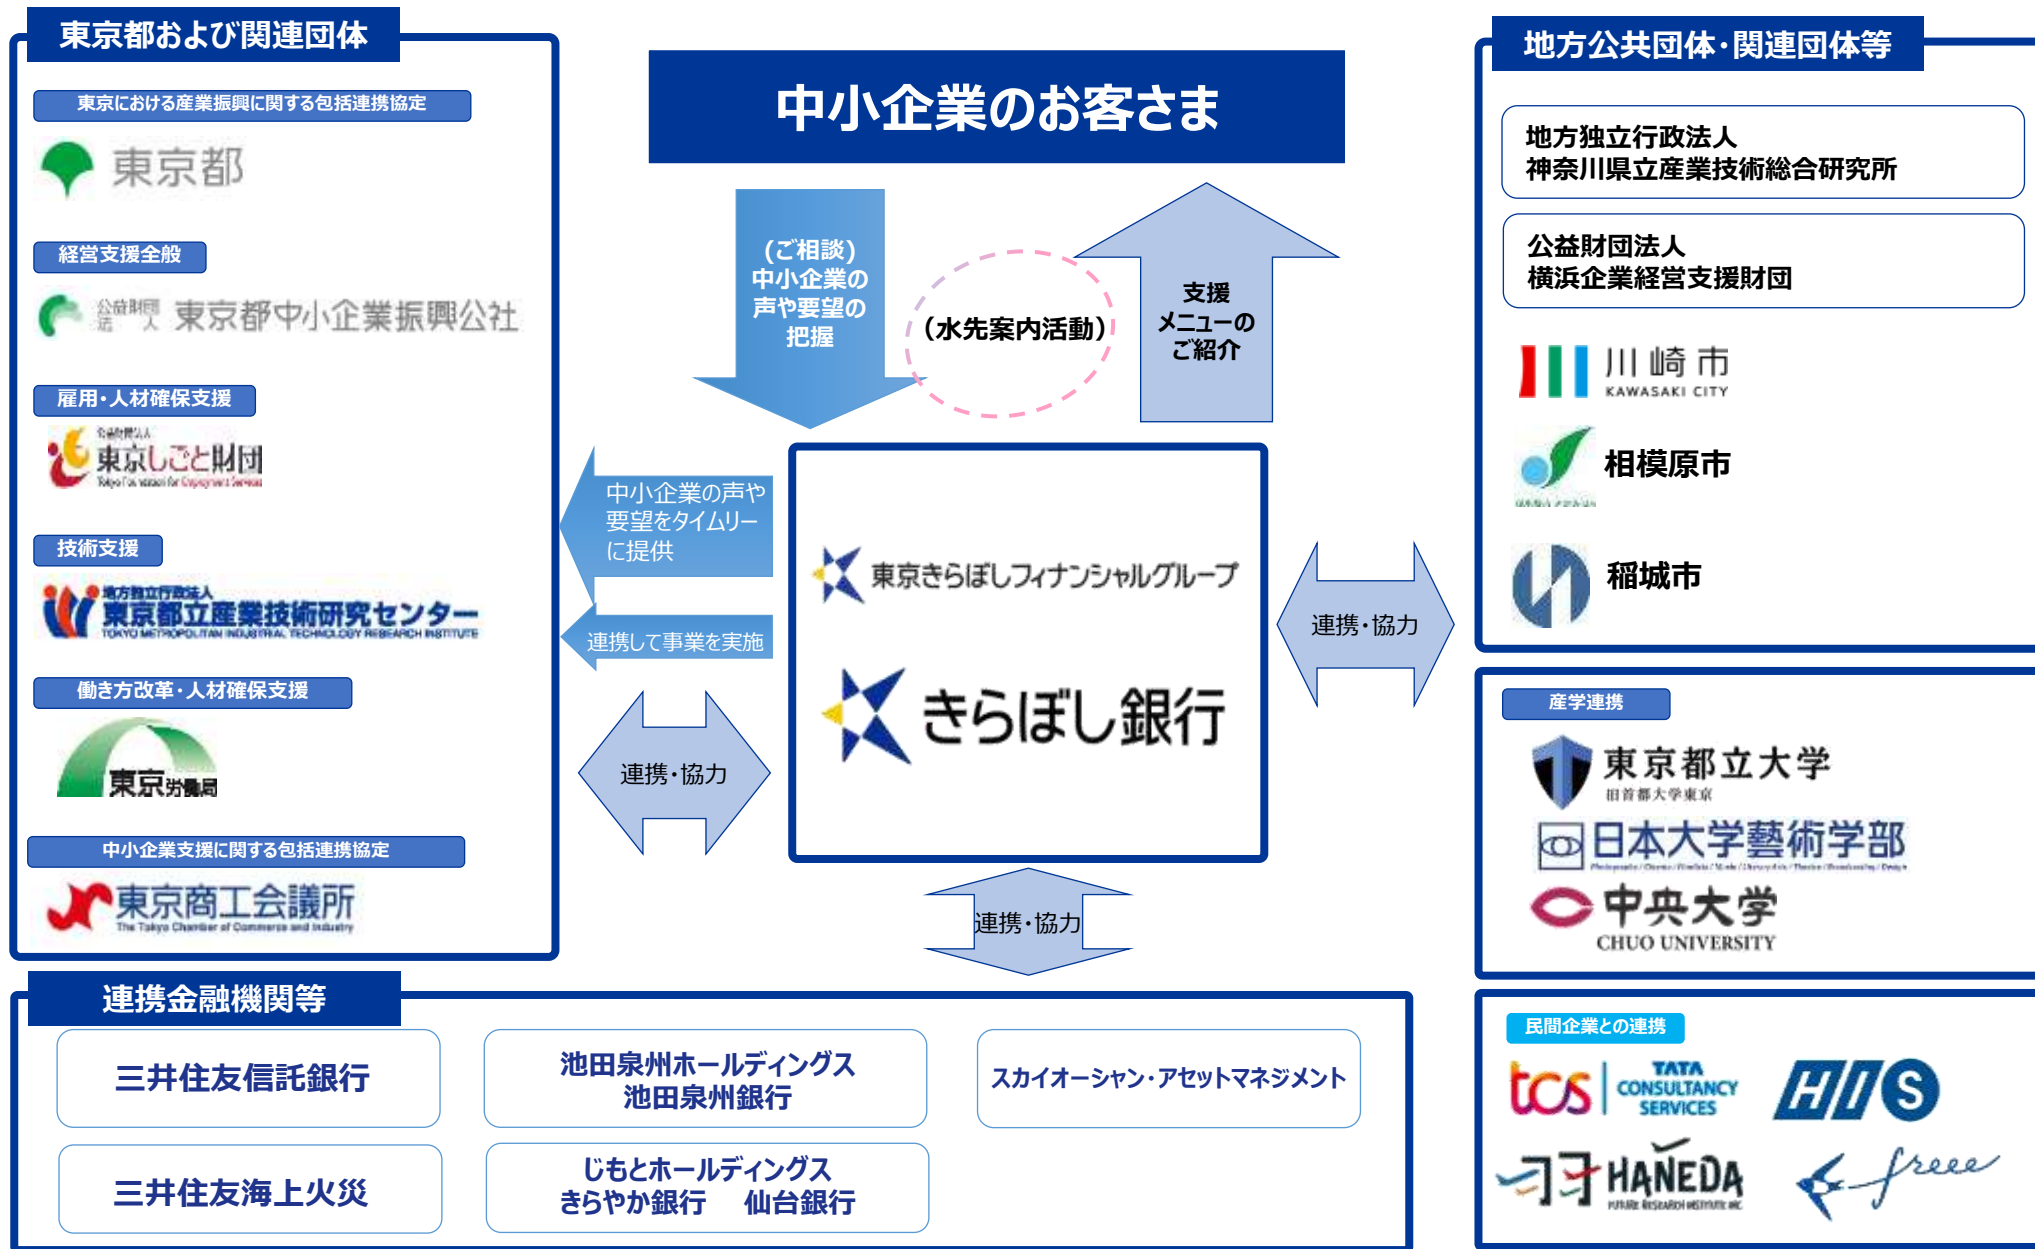 東京都および関連団体
東京における産業振興に関する包括連携協定
東京都
経営支援全般
公益財団法人 東京都中小企業振興公社
雇用・人材確保支援
公益財団法人
東京しごと財団
Tokyo Foundation for Employment Services
技術支援
地方独立行政法人
東京都立産業技術研究センター
TOKYO METROPOLITAN INDUSTRIAL TECHNOLOGY RESEARCH INSTITUTE
働き方改革・人材確保支援
東京労働局
中小企業支援に関する包括連携協定
東京商工会議所
The Tokyo Chamber of Commerce and Industry
中小企業のお客さま
(ご相談)
中小企業の
声や要望の
把握
(水先案内活動)
支援
メニューの
ご紹介
中小企業の声や
要望をタイムリー
に提供
連携して事業を実施
連携・協力
東京きらぼしフィナンシャルグループ
きらぼし銀行
連携・協力
連携・協力
地方公共団体・関連団体等
地方独立行政法人
神奈川県立産業技術総合研究所
公益財団法人
横浜企業経営支援財団
川崎市
KAWASAKI CITY
相模原市
稲城市
産学連携
東京都立大学
旧首都大学東京
日本大学藝術学部
中央大学
CHUO UNIVERSITY
民間企業との連携
tcs
TATA
CONSULTANCY
SERVICES
HIS
HANEDA
FUTURE RESEARCH INSTITUTE INC.
freee
連携金融機関等
三井住友信託銀行
池田泉州ホールディングス
池田泉州銀行
スカイオーシャン・アセットマネジメント
三井住友海上火災
じもとホールディングス
きらやか銀行 仙台銀行